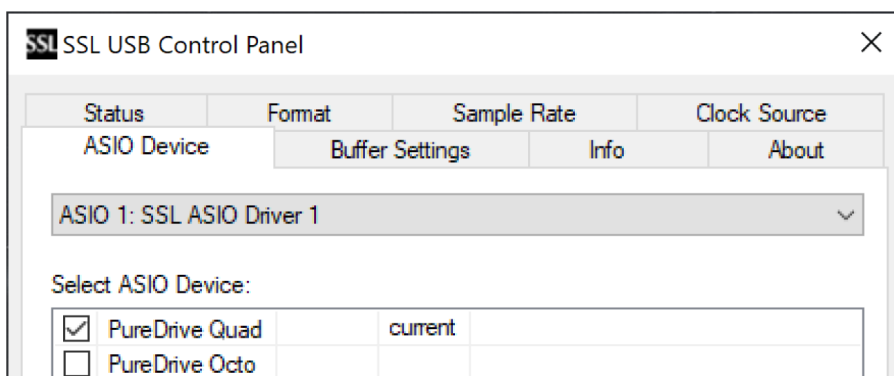 SSL SSL USB Control Panel
Status Format Sample Rate Clock Source
ASIO Device Buffer Settings Info About
ASIO 1: SSL ASIO Driver 1
Select ASIO Device:
PureDrive Quad current
PureDrive Octo